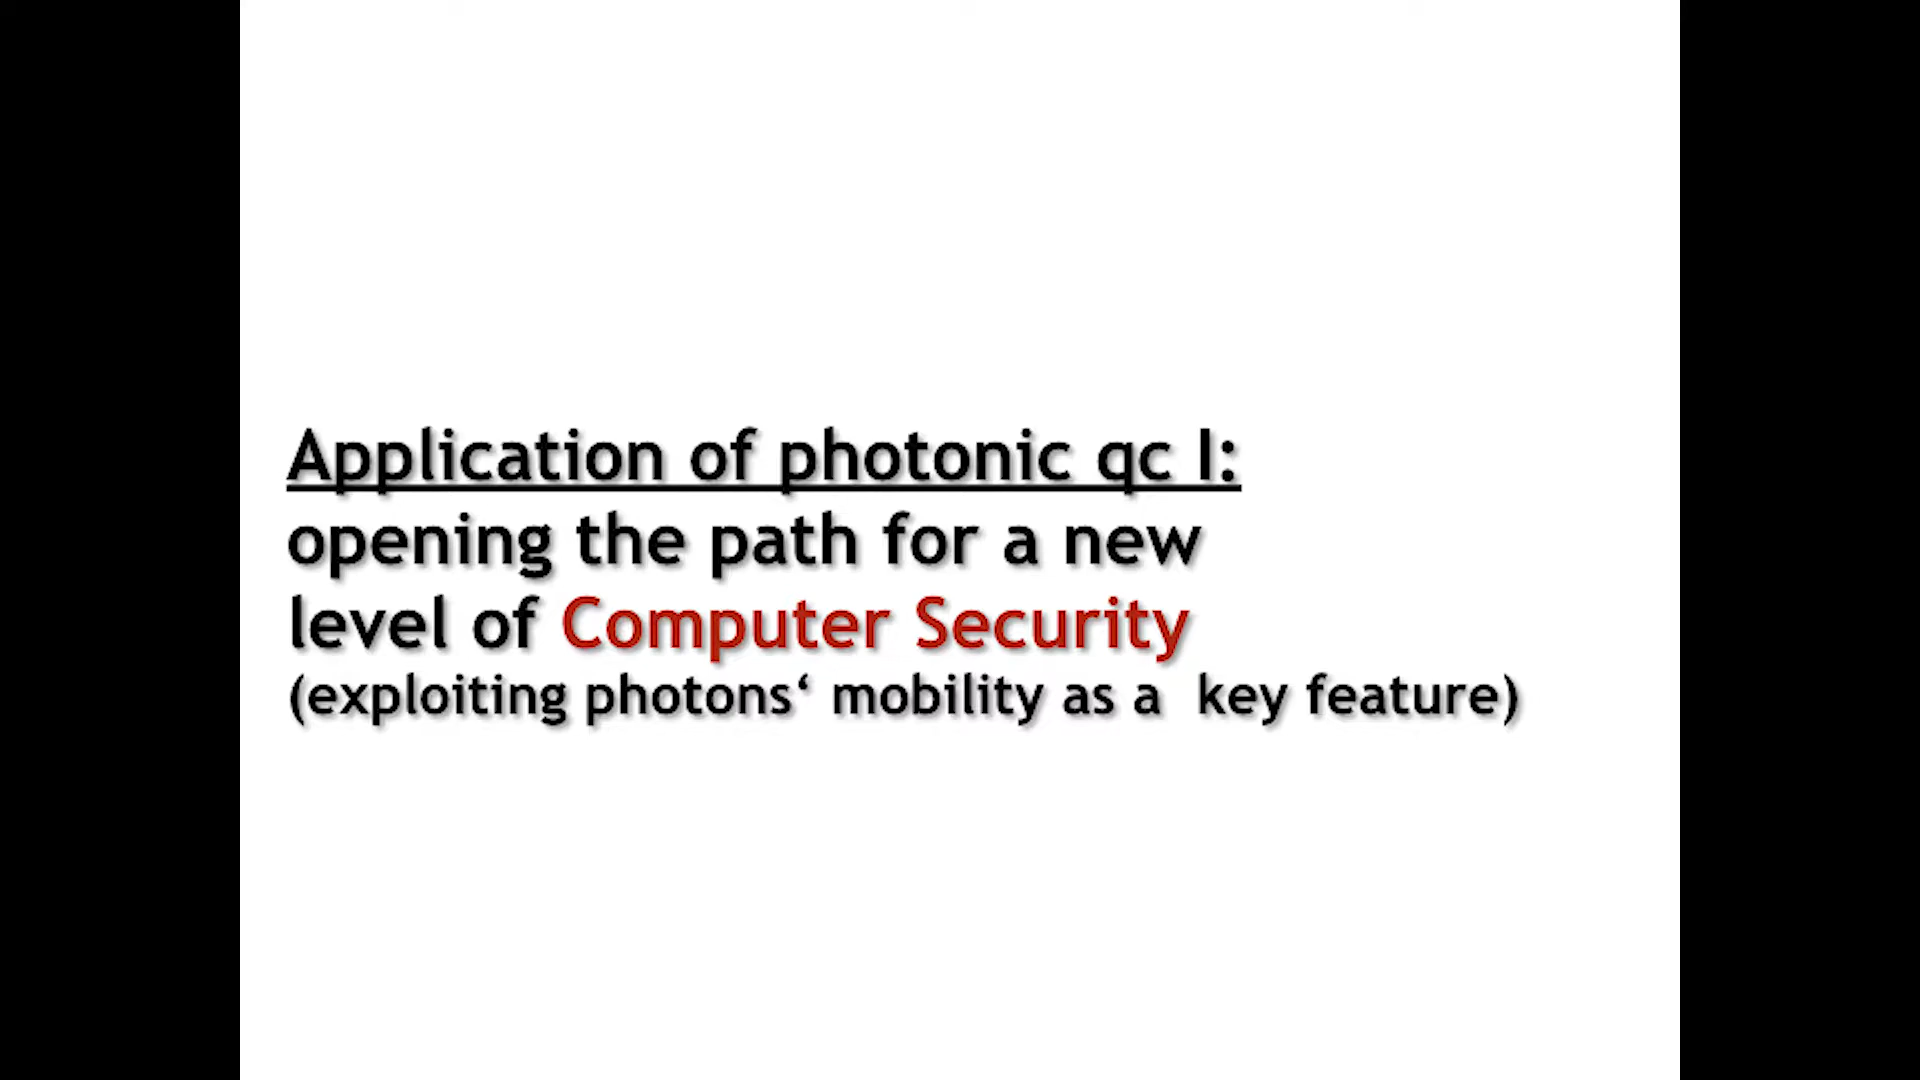 Application of photonic qc I:
opening the path for a new
level of Computer Security
(exploiting photons‘ mobility as a  key feature)